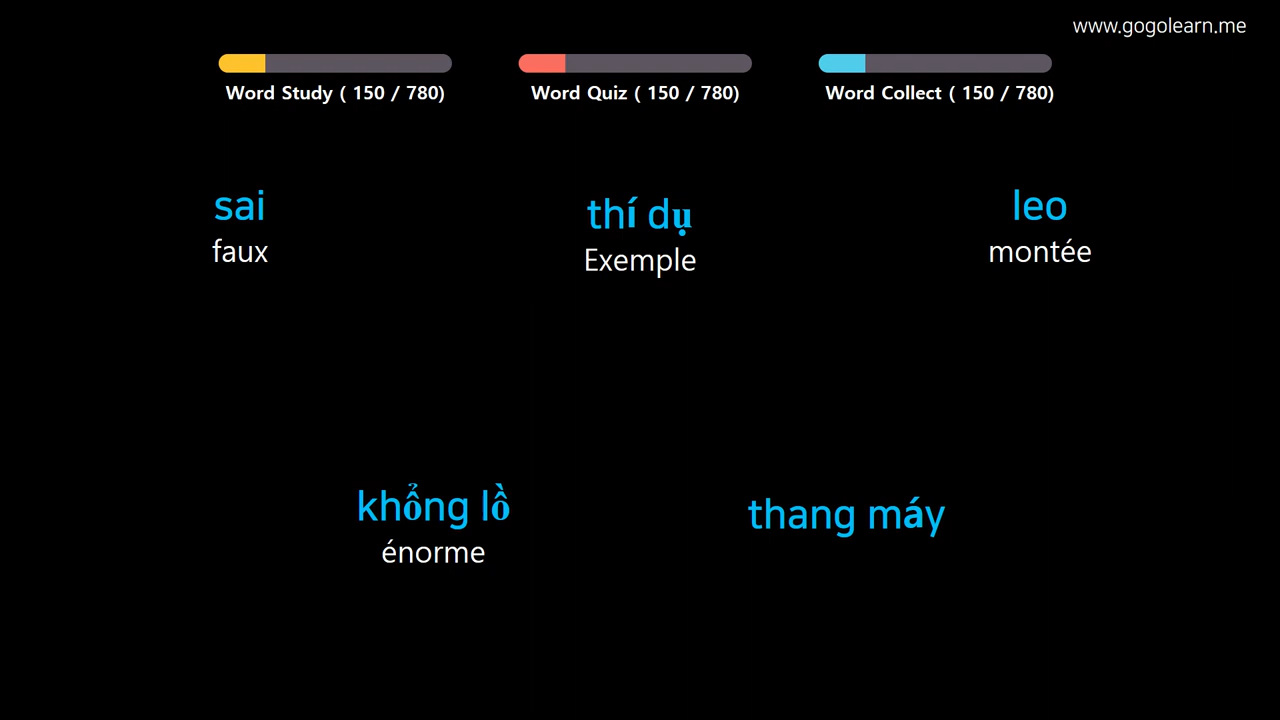 www.gogolearn.me
Word Study ( 150 / 780)
Word Quiz ( 150 / 780)
Word Collect ( 150 / 780)
sai
faux
thí dụ
Exemple
leo
montée
khổng lồ
énorme
thang máy